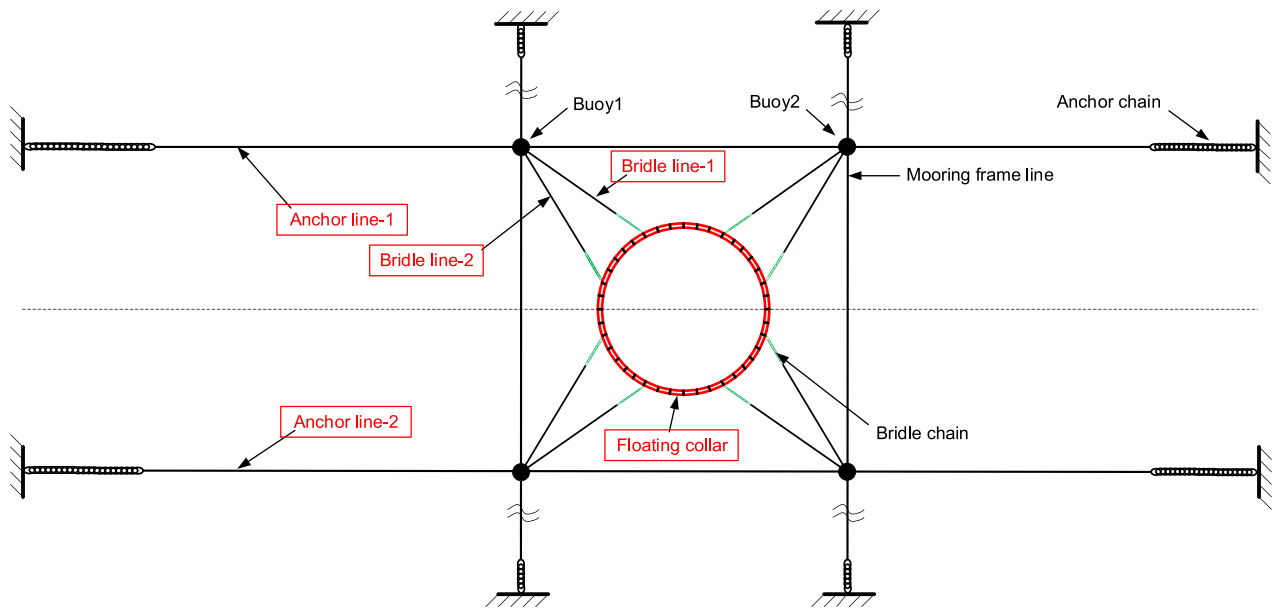 Buoy1
Buoy2
Anchor chain
Bridle line-1
Mooring frame line
Anchor line-1
Bridle line-2
Anchor line-2
Floating collar
Bridle chain